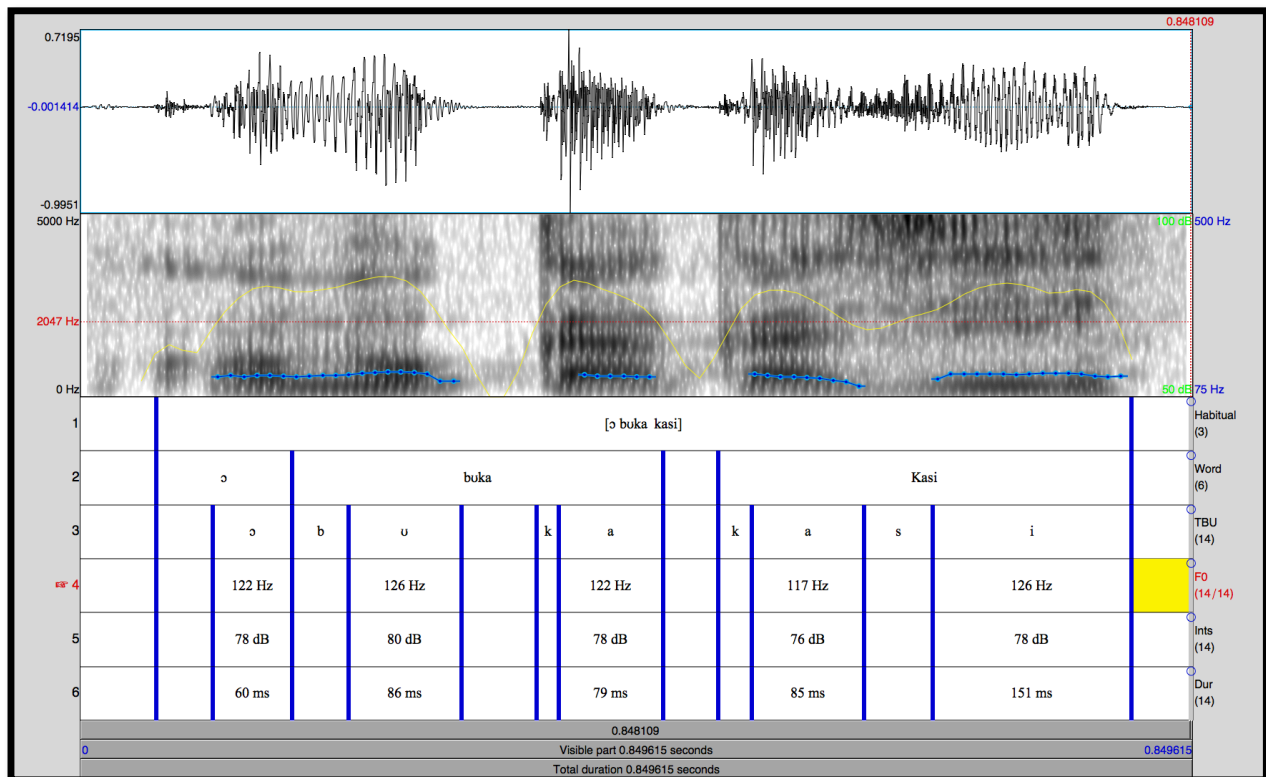 0.848109
0.7195
-0.001414
-0.9951
5000 Hz 100 dB 500 Hz
2047 Hz
0 Hz 50 dB 75 Hz
1 [ɔ bʊka kasi] Habitual (3)
2 ɔ bʊka Kasi Word (6)
3 ɔ b ʊ k a k a s i TBU (14)
☞ 4 122 Hz 126 Hz 122 Hz 117 Hz 126 Hz F0 (14/14)
5 78 dB 80 dB 78 dB 76 dB 78 dB Ints (14)
6 60 ms 86 ms 79 ms 85 ms 151 ms Dur (14)
0.848109
0 Visible part 0.849615 seconds 0.849615
Total duration 0.849615 seconds